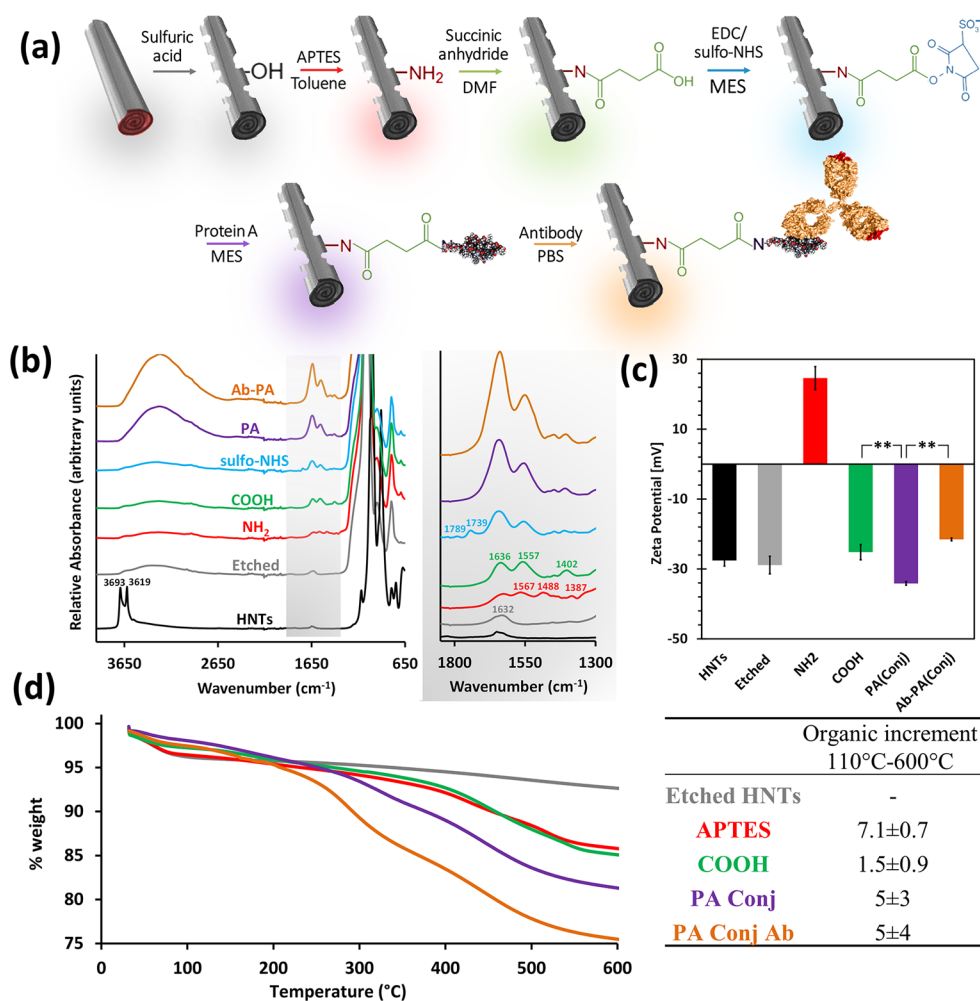 (a)
Sulfuric
acid
OH
APTES
Toluene
NH2
Succinic
anhydride
DMF
N
O
O
OH
EDC/
sulfo-NHS
MES
N
O
O
O
N
O
O
SO3-
Protein A
MES
N
O
O
N
Antibody
PBS
N
O
O
N
(b)
Relative Absorbance (arbitrary units)
Ab-PA
PA
sulfo-NHS
COOH
NH2
Etched
HNTs
3693
3619
3650
2650
1650
650
Wavenumber (cm-1)
1789
1739
1636
1557
1402
1567
1488
1387
1632
1800
1550
1300
Wavenumber (cm-1)
(c)
Zeta Potential [mV]
30
10
-10
-30
-50
**
**
HNTs
Etched
NH2
COOH
PA(Conj)
Ab-PA(Conj)
(d)
% weight
100
95
90
85
80
75
0
100
200
300
400
500
600
Temperature (°C)
Organic increment
110°C-600°C
Etched HNTs -
APTES 7.1±0.7
COOH 1.5±0.9
PA Conj 5±3
PA Conj Ab 5±4